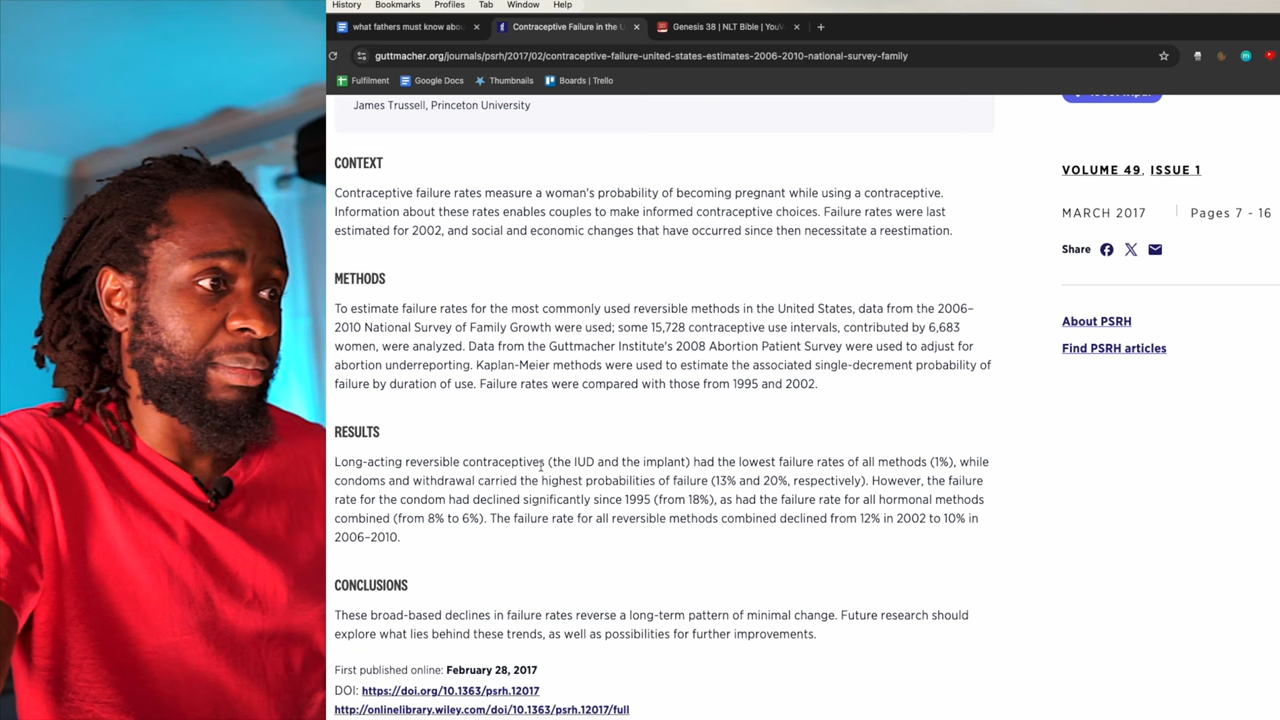 History Bookmarks Profiles Tab Window Help
what fathers must know abou
Contraceptive Failure in the U
Genesis 38 | NLT Bible | YouV
guttmacher.org/journals/psrh/2017/02/contraceptive-failure-united-states-estimates-2006-2010-national-survey-family
Fulfilment Google Docs Thumbnails Boards | Trello
James Trussell, Princeton University
CONTEXT
Contraceptive failure rates measure a woman's probability of becoming pregnant while using a contraceptive.
Information about these rates enables couples to make informed contraceptive choices. Failure rates were last
estimated for 2002, and social and economic changes that have occurred since then necessitate a reestimation.
METHODS
To estimate failure rates for the most commonly used reversible methods in the United States, data from the 2006–
2010 National Survey of Family Growth were used; some 15,728 contraceptive use intervals, contributed by 6,683
women, were analyzed. Data from the Guttmacher Institute's 2008 Abortion Patient Survey were used to adjust for
abortion underreporting. Kaplan-Meier methods were used to estimate the associated single-decrement probability of
failure by duration of use. Failure rates were compared with those from 1995 and 2002.
RESULTS
Long-acting reversible contraceptives (the IUD and the implant) had the lowest failure rates of all methods (1%), while
condoms and withdrawal carried the highest probabilities of failure (13% and 20%, respectively). However, the failure
rate for the condom had declined significantly since 1995 (from 18%), as had the failure rate for all hormonal methods
combined (from 8% to 6%). The failure rate for all reversible methods combined declined from 12% in 2002 to 10% in
2006–2010.
CONCLUSIONS
These broad-based declines in failure rates reverse a long-term pattern of minimal change. Future research should
explore what lies behind these trends, as well as possibilities for further improvements.
First published online: February 28, 2017
DOI: https://doi.org/10.1363/psrh.12017
http://onlinelibrary.wiley.com/doi/10.1363/psrh.12017/full
VOLUME 49, ISSUE 1
MARCH 2017 Pages 7 - 16
Share
About PSRH
Find PSRH articles